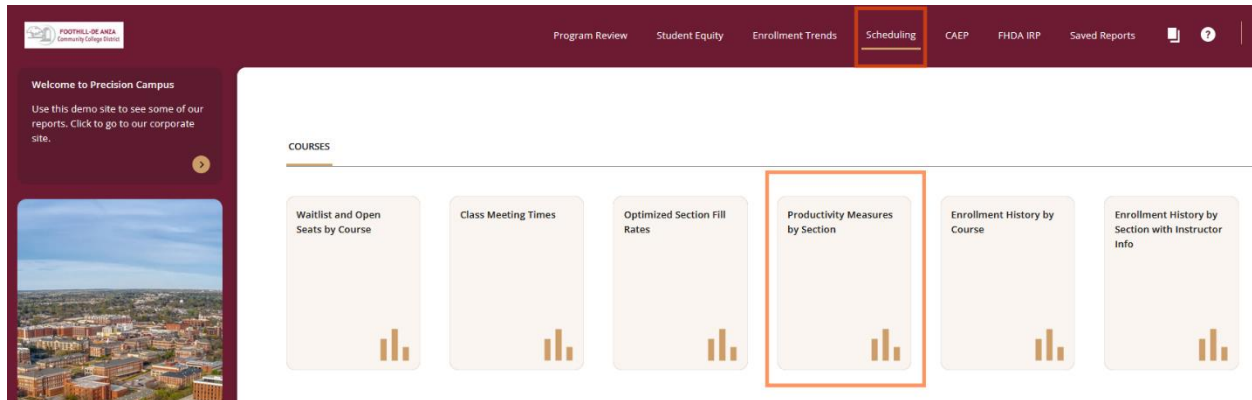 FOOTHILL-DE ANZA
Community College District
Program Review
Student Equity
Enrollment Trends
Scheduling
CAEP
FHDA IRP
Saved Reports
?
Welcome to Precision Campus
Use this demo site to see some of our
reports. Click to go to our corporate
site.
COURSES
Waitlist and Open
Seats by Course
Class Meeting Times
Optimized Section Fill
Rates
Productivity Measures
by Section
Enrollment History by
Course
Enrollment History by
Section with Instructor
Info